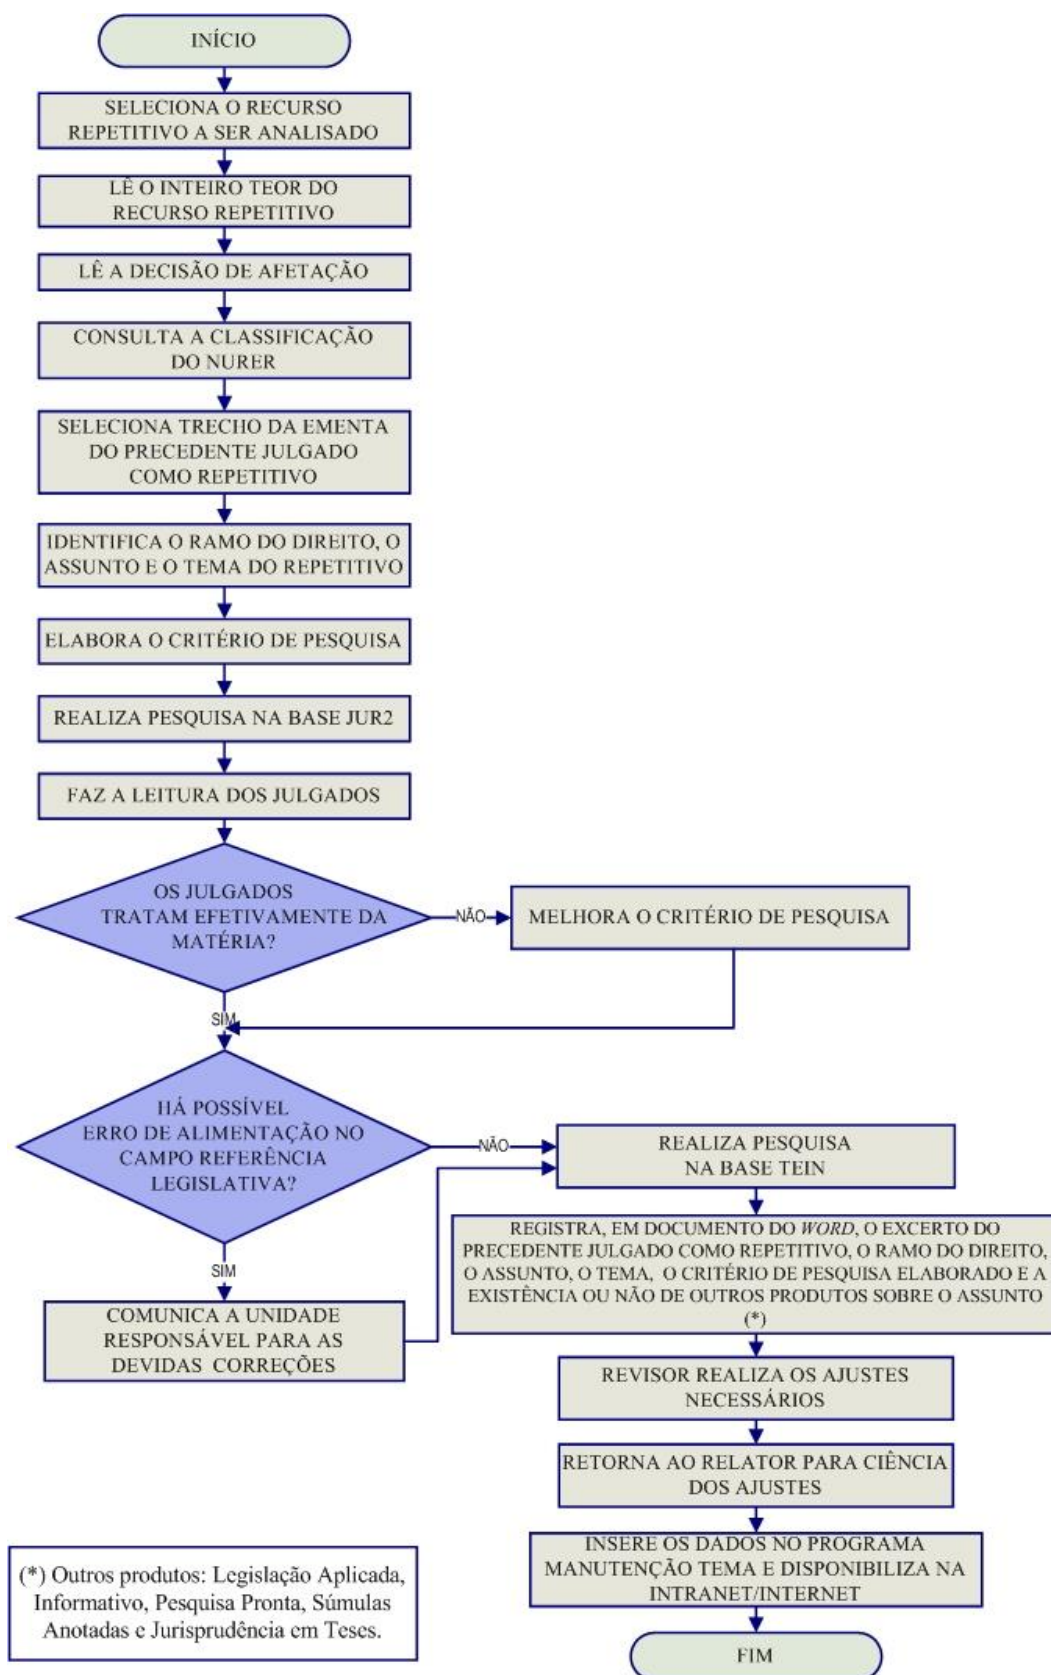 INÍCIO
SELECIONA O RECURSO
REPETITIVO A SER ANALISADO
LÊ O INTEIRO TEOR DO
RECURSO REPETITIVO
LÊ A DECISÃO DE AFETAÇÃO
CONSULTA A CLASSIFICAÇÃO
DO NURER
SELECIONA TRECHO DA EMENTA
DO PRECEDENTE JULGADO
COMO REPETITIVO
IDENTIFICA O RAMO DO DIREITO, O
ASSUNTO E O TEMA DO REPETITIVO
ELABORA O CRITÉRIO DE PESQUISA
REALIZA PESQUISA NA BASE JUR2
FAZ A LEITURA DOS JULGADOS
OS JULGADOS
TRATAM EFETIVAMENTE DA
MATÉRIA?
NÃO
MELHORA O CRITÉRIO DE PESQUISA
SIM
HÁ POSSÍVEL
ERRO DE ALIMENTAÇÃO NO
CAMPO REFERÊNCIA
LEGISLATIVA?
NÃO
REALIZA PESQUISA
NA BASE TEIN
SIM
COMUNICA A UNIDADE
RESPONSÁVEL PARA AS
DEVIDAS CORREÇÕES
REGISTRA, EM DOCUMENTO DO WORD, O EXCERTO DO
PRECEDENTE JULGADO COMO REPETITIVO, O RAMO DO DIREITO,
O ASSUNTO, O TEMA, O CRITÉRIO DE PESQUISA ELABORADO E A
EXISTÊNCIA OU NÃO DE OUTROS PRODUTOS SOBRE O ASSUNTO
(*)
REVISOR REALIZA OS AJUSTES
NECESSÁRIOS
RETORNA AO RELATOR PARA CIÊNCIA
DOS AJUSTES
INSERE OS DADOS NO PROGRAMA
MANUTENÇÃO TEMA E DISPONIBILIZA NA
INTRANET/INTERNET
FIM
(*) Outros produtos: Legislação Aplicada,
Informativo, Pesquisa Pronta, Súmulas
Anotadas e Jurisprudência em Teses.